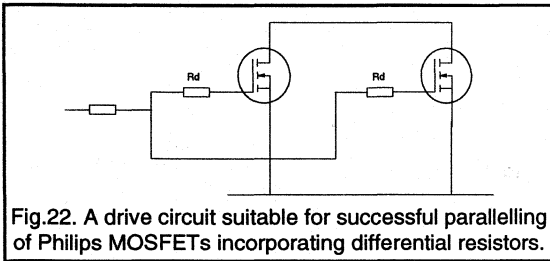 Rd
Rd
Fig.22. A drive circuit suitable for successful parallelling
of Philips MOSFETs incorporating differential resistors.